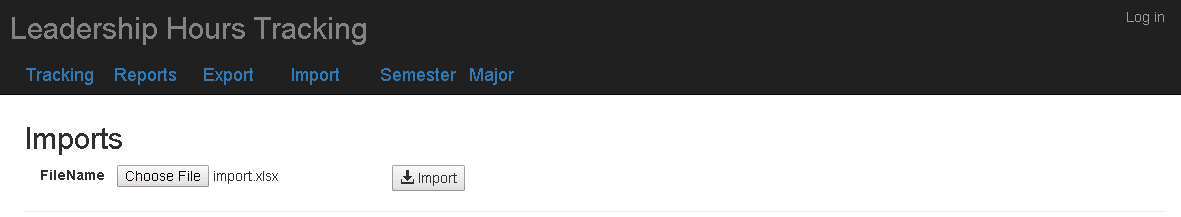 Log in
Leadership Hours Tracking
Tracking Reports Export Import Semester Major
Imports
FileName Choose File import.xlsx Import